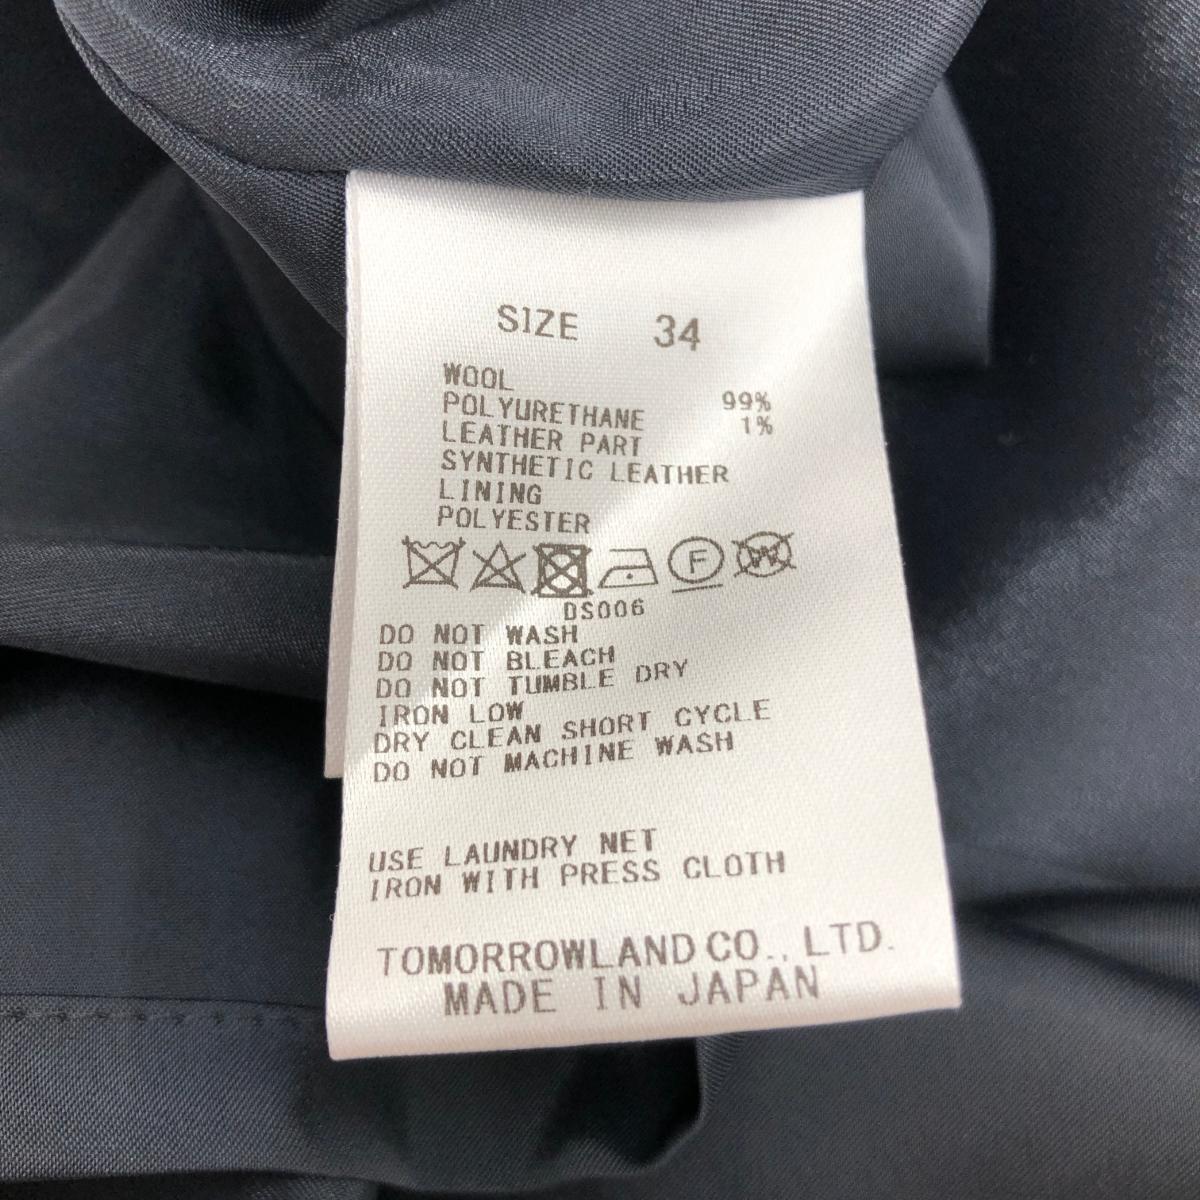 SIZE 34
WOOL 99%
POLYURETHANE 1%
LEATHER PART
SYNTHETIC LEATHER
LINING
POLYESTER
F W
DS006
DO NOT WASH
DO NOT BLEACH
DO NOT TUMBLE DRY
IRON LOW
DRY CLEAN SHORT CYCLE
DO NOT MACHINE WASH
USE LAUNDRY NET
IRON WITH PRESS CLOTH
TOMORROWLAND CO., LTD.
MADE IN JAPAN